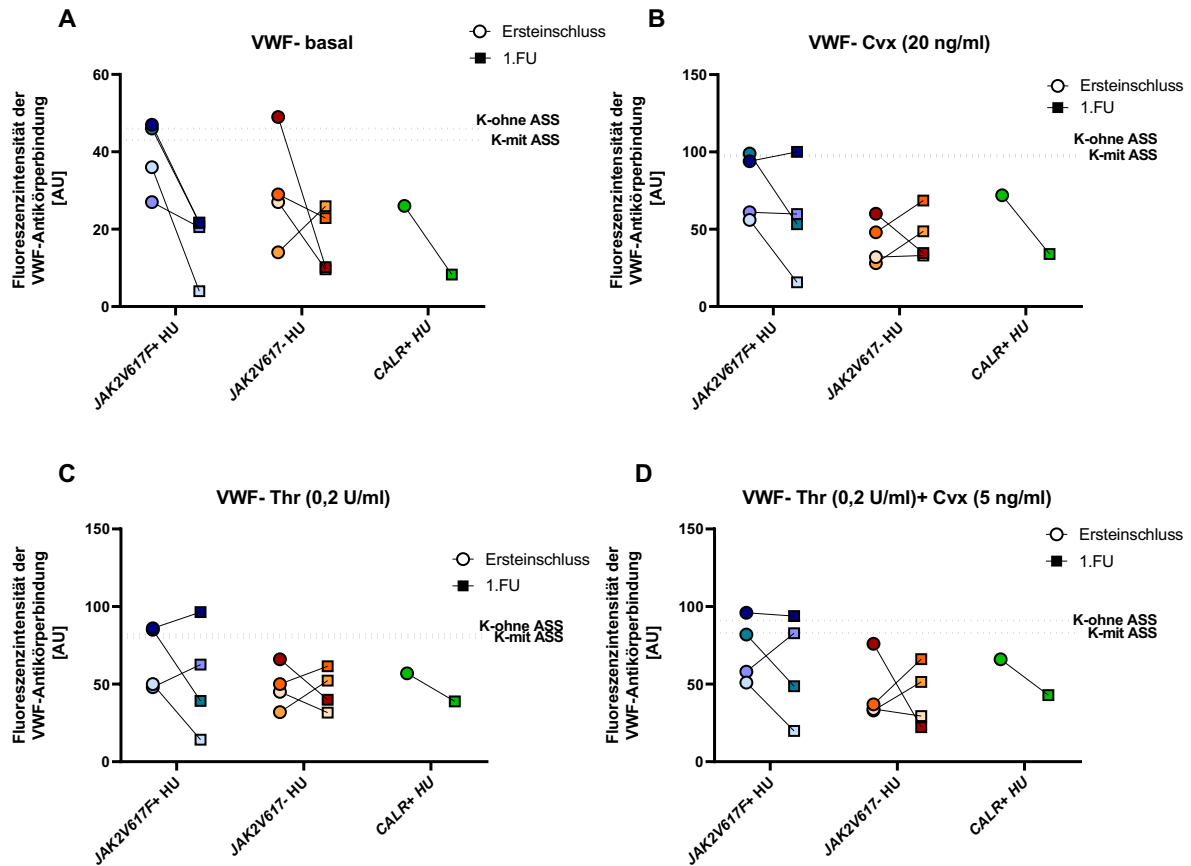 A
VWF- basal
Ersteinschluss
1.FU
Fluoreszenzintensität der
VWF-Antikörperbindung
[AU]
60
40
20
0
K-ohne ASS
K-mit ASS
JAK2V617F+ HU
JAK2V617- HU
CALR+ HU
B
VWF- Cvx (20 ng/ml)
Ersteinschluss
1.FU
Fluoreszenzintensität der
VWF-Antikörperbindung
[AU]
150
100
50
0
K-ohne ASS
K-mit ASS
JAK2V617F+ HU
JAK2V617- HU
CALR+ HU
C
VWF- Thr (0,2 U/ml)
Ersteinschluss
1.FU
Fluoreszenzintensität der
VWF-Antikörperbindung
[AU]
150
100
50
0
K-ohne ASS
K-mit ASS
JAK2V617F+ HU
JAK2V617- HU
CALR+ HU
D
VWF- Thr (0,2 U/ml)+ Cvx (5 ng/ml)
Ersteinschluss
1.FU
Fluoreszenzintensität der
VWF-Antikörperbindung
[AU]
150
100
50
0
K-ohne ASS
K-mit ASS
JAK2V617F+ HU
JAK2V617- HU
CALR+ HU